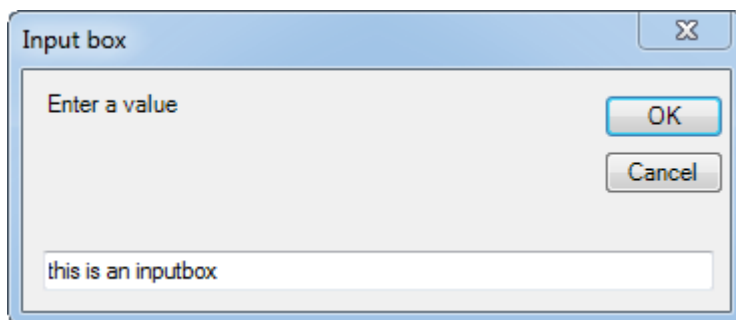 Input box
Enter a value
OK
Cancel
this is an inputbox